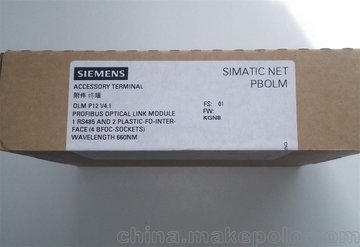 SIEMENS
SIMATIC NET
PBOLM
ACCESSORY TERMINAL
附件 终端
OLM P12 V4.1
PROFIBUS OPTICAL LINK MODULE
1 RS485 AND 2 PLASTIC-FO-INTER-
FACE (4 BFOC-SOCKETS)
WAVELENGTH 660NM
FS: 01
FW:
KGN8
china.makepolo.com